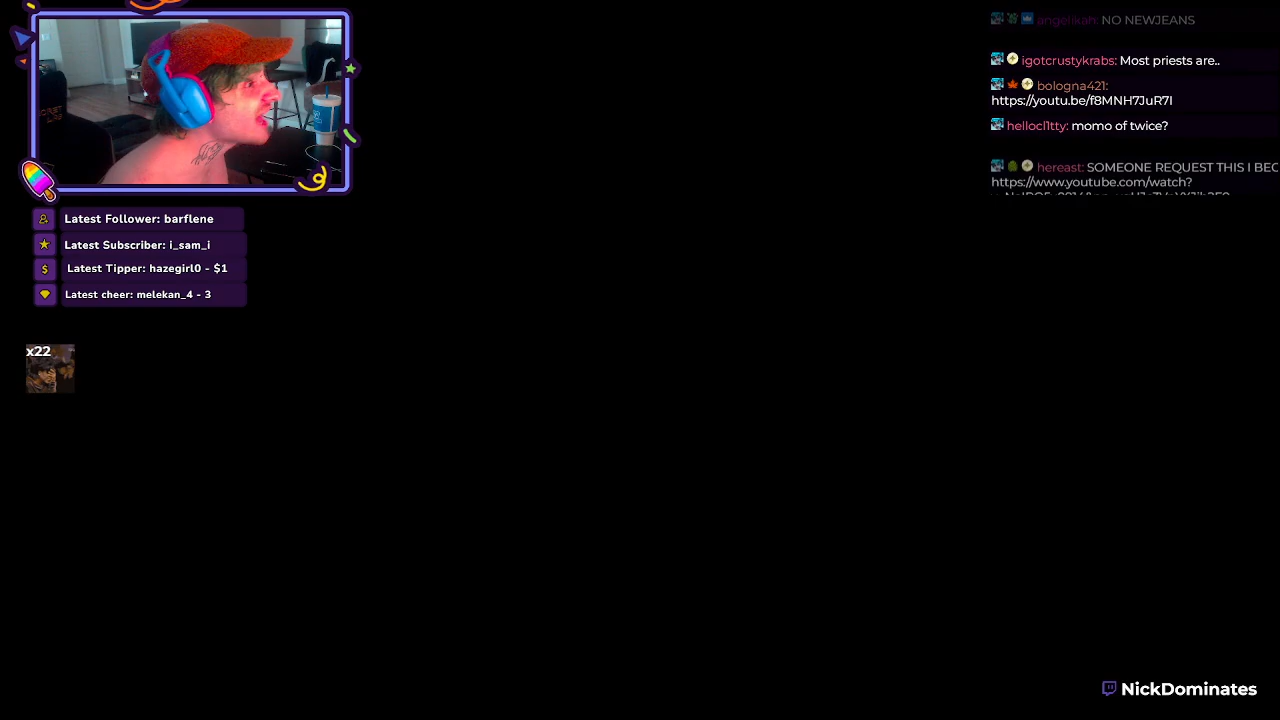 angelikah: NO NEWJEANS
igotcrustykrabs: Most priests are..
bologna421:
https://youtu.be/f8MNH7JuR7I
hellocl1tty: momo of twice?
hereast: SOMEONE REQUEST THIS I BEC
https://www.youtube.com/watch?
Latest Follower: barflene
Latest Subscriber: i_sam_i
Latest Tipper: hazegirl0 - $1
Latest cheer: melekan_4 - 3
x22
NickDominates